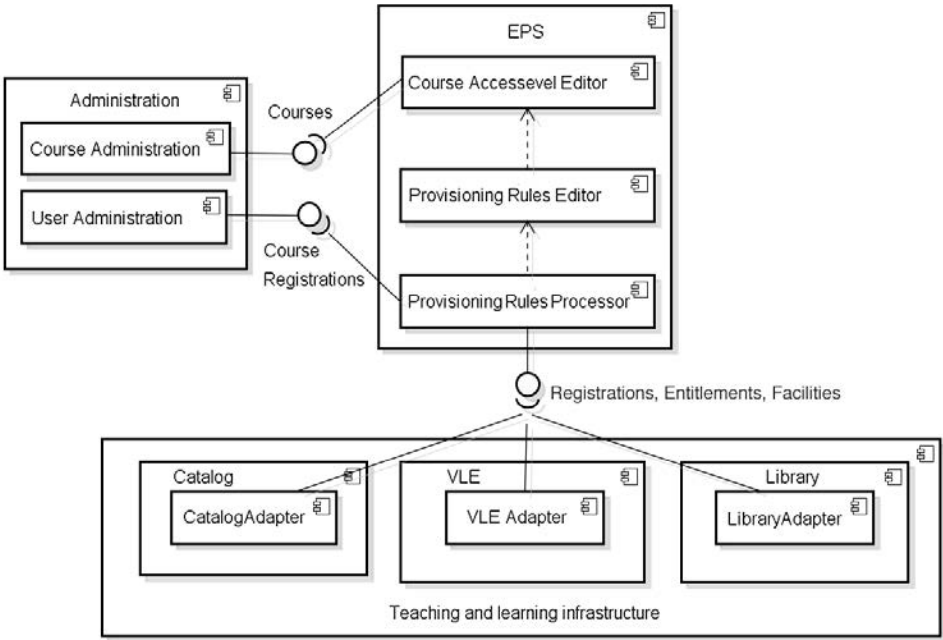 EPS
Course Accessevel Editor
Administration
Courses
Course Administration
Provisioning Rules Editor
User Administration
Course
Registrations
Provisioning Rules Processor
Registrations, Entitlements, Facilities
Catalog
VLE
Library
CatalogAdapter
VLE Adapter
LibraryAdapter
Teaching and learning infrastructure